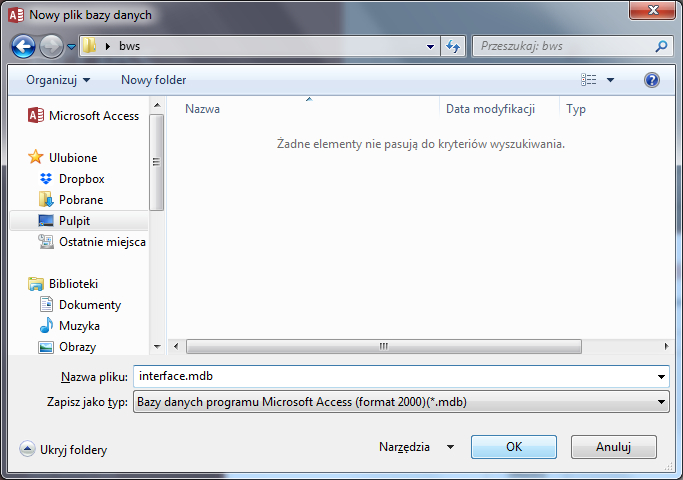 Nowy plik bazy danych
bws
Przeszukaj: bws
Organizuj
Nowy folder
Microsoft Access
Ulubione
Dropbox
Pobrane
Pulpit
Ostatnie miejsca
Biblioteki
Dokumenty
Muzyka
Obrazy
Nazwa Data modyfikacji Typ
Żadne elementy nie pasują do kryteriów wyszukiwania.
Nazwa pliku: interface.mdb
Zapisz jako typ: Bazy danych programu Microsoft Access (format 2000)(*.mdb)
Ukryj foldery
Narzędzia
OK
Anuluj